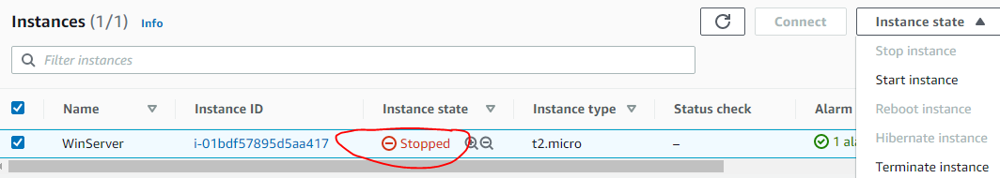 Instances (1/1) Info Connect Instance state
Filter instances Stop instance
Start instance
Name Instance ID Instance state Instance type Status check Alarm Reboot instance
WinServer i-01bdf57895d5aa417 Stopped t2.micro – 1 ala Hibernate instance
Terminate instance